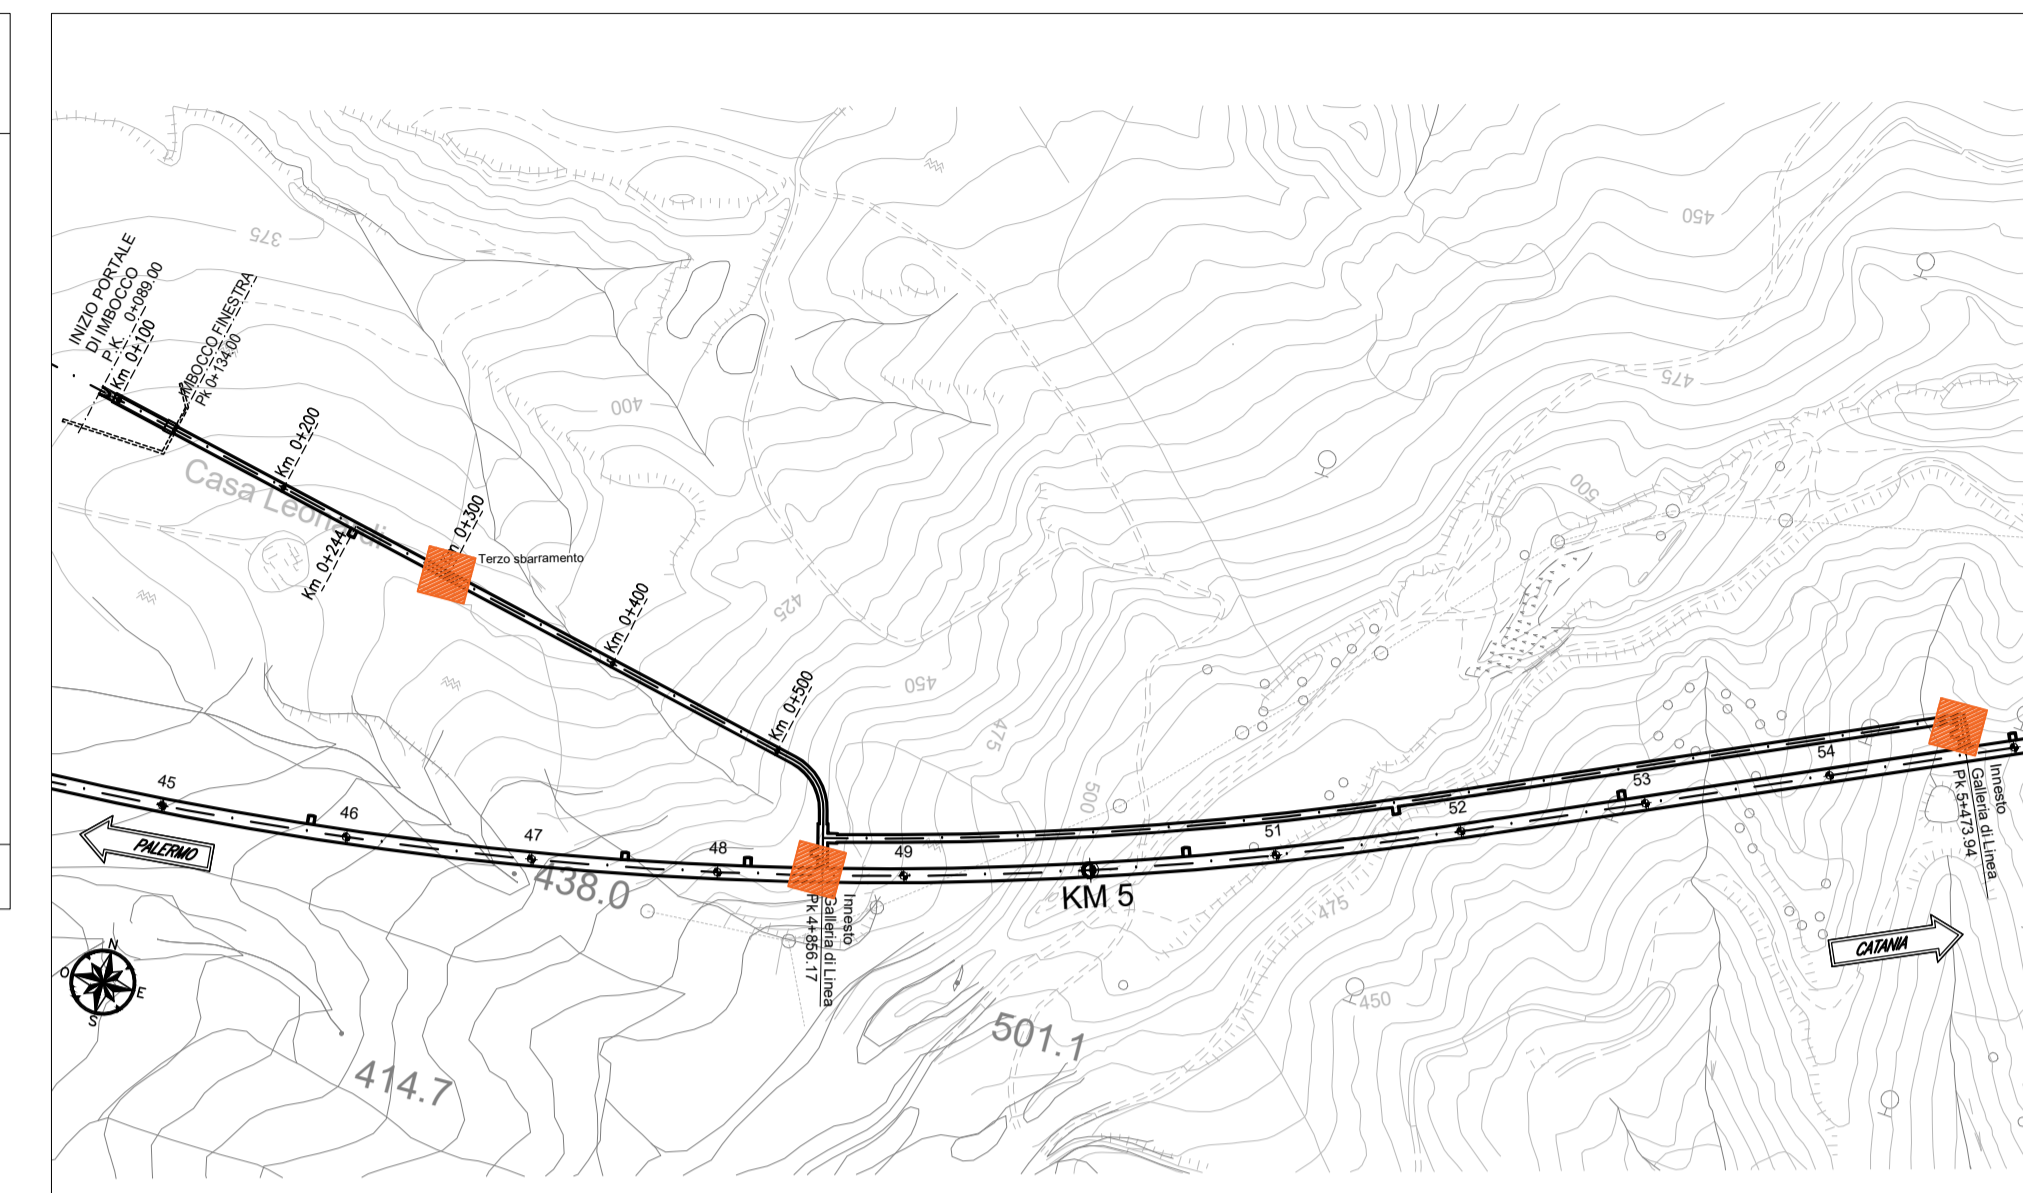 450
375
INIZIO PORTALE
DI IMBOCCO
P.K. 0+089.00
Km 0+100
IMBOCCO FINESTRA
Pk 0+134.00
475
400
Km 0+200
Casa Leonardi
500
Km 0+300
Km 0+244
Terzo sbarramento
425
Km 0+400
450
Km 0+500
475
500
45
46
47
48
49
51
52
53
54
PALERMO
438.0
KM 5
475
Innesto
Galleria di Linea
Pk 4+856.17
Innesto
Galleria di Linea
Pk 5+473.94
CATANIA
N
O
E
S
450
501.1
414.7